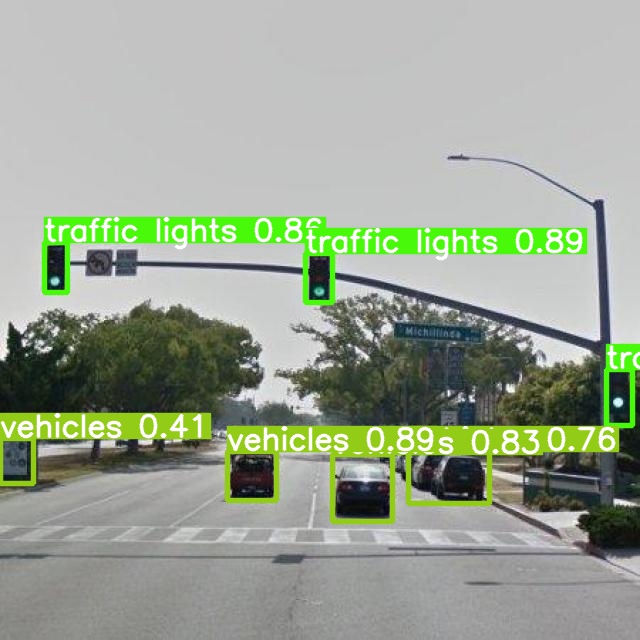 traffic lights 0.86
traffic lights 0.89
Michillinda
tra
vehicles 0.41
vehicles 0.89
s 0.83
0.76